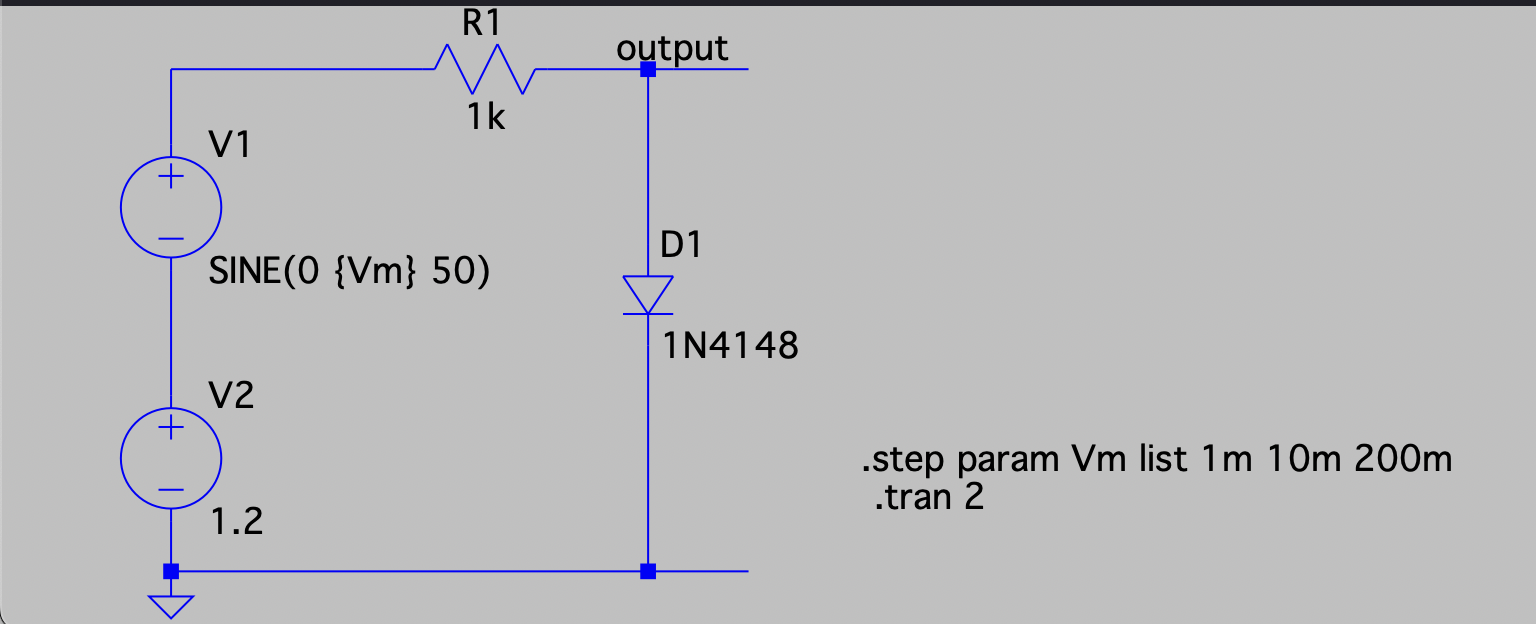 R1
output
1k
V1
SINE(0 {Vm} 50)
D1
1N4148
V2
1.2
.step param Vm list 1m 10m 200m
.tran 2